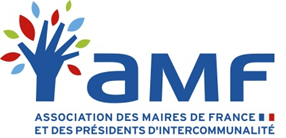 aMF
ASSOCIATION DES MAIRES DE FRANCE
ET DES PRÉSIDENTS D'INTERCOMMUNALITÉ